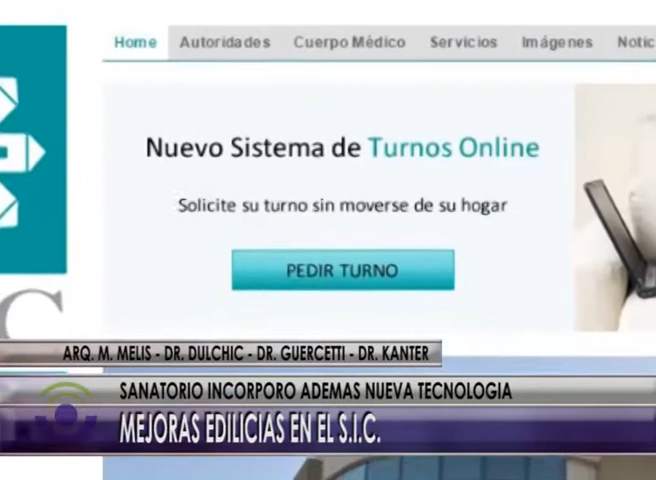 Home Autoridades Cuerpo Médico Servicios Imágenes Notic
Nuevo Sistema de Turnos Online
Solicite su turno sin moverse de su hogar
PEDIR TURNO
C
ARQ. M. MELIS - DR. DULCHIC - DR. GUERCETTI - DR. KANTER
SANATORIO INCORPORO ADEMAS NUEVA TECNOLOGIA
MEJORAS EDILICIAS EN EL S.I.C.